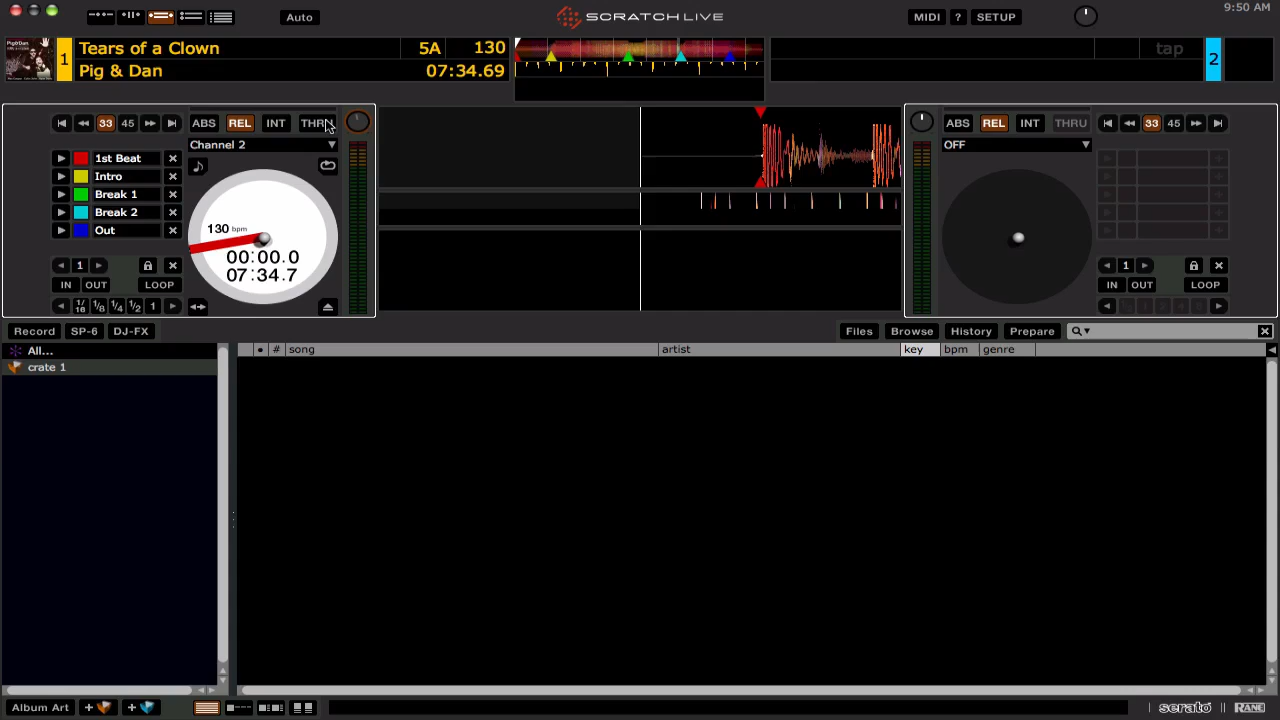 Auto
SCRATCH LIVE
MIDI ? SETUP
9:50 AM
Pig&Dan
1
Tears of a Clown 5A 130
Pig & Dan 07:34.69
tap
2
33 45
ABS REL INT THRU
Channel 2
1st Beat
Intro
Break 1
Break 2
Out
130 bpm
00:00.0
07:34.7
1
IN OUT LOOP
1/16 1/8 1/4 1/2 1
ABS REL INT THRU
33 45
OFF
1
IN OUT LOOP
Record SP-6 DJ-FX
Files Browse History Prepare
All...
crate 1
# song artist key bpm genre
Album Art
serato RANE